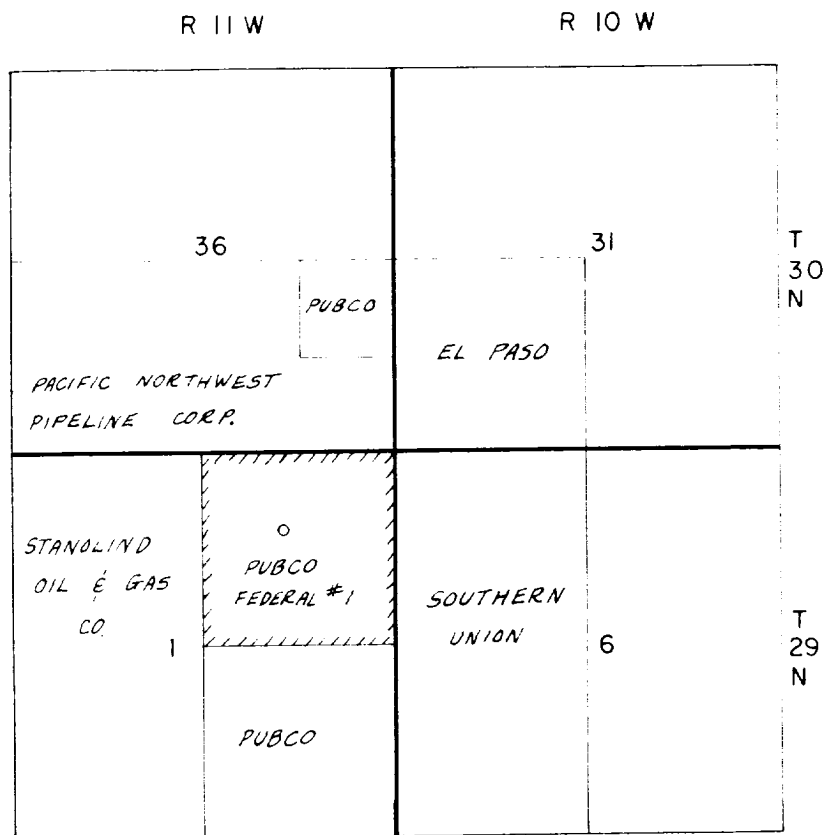 R 11 W
R 10 W
36
31
T
30
N
PUBCO
EL PASO
PACIFIC NORTHWEST
PIPELINE CORP.
STANOLIND
OIL & GAS
CO.
PUBCO
FEDERAL #1
SOUTHERN
UNION
1
6
T
29
N
PUBCO